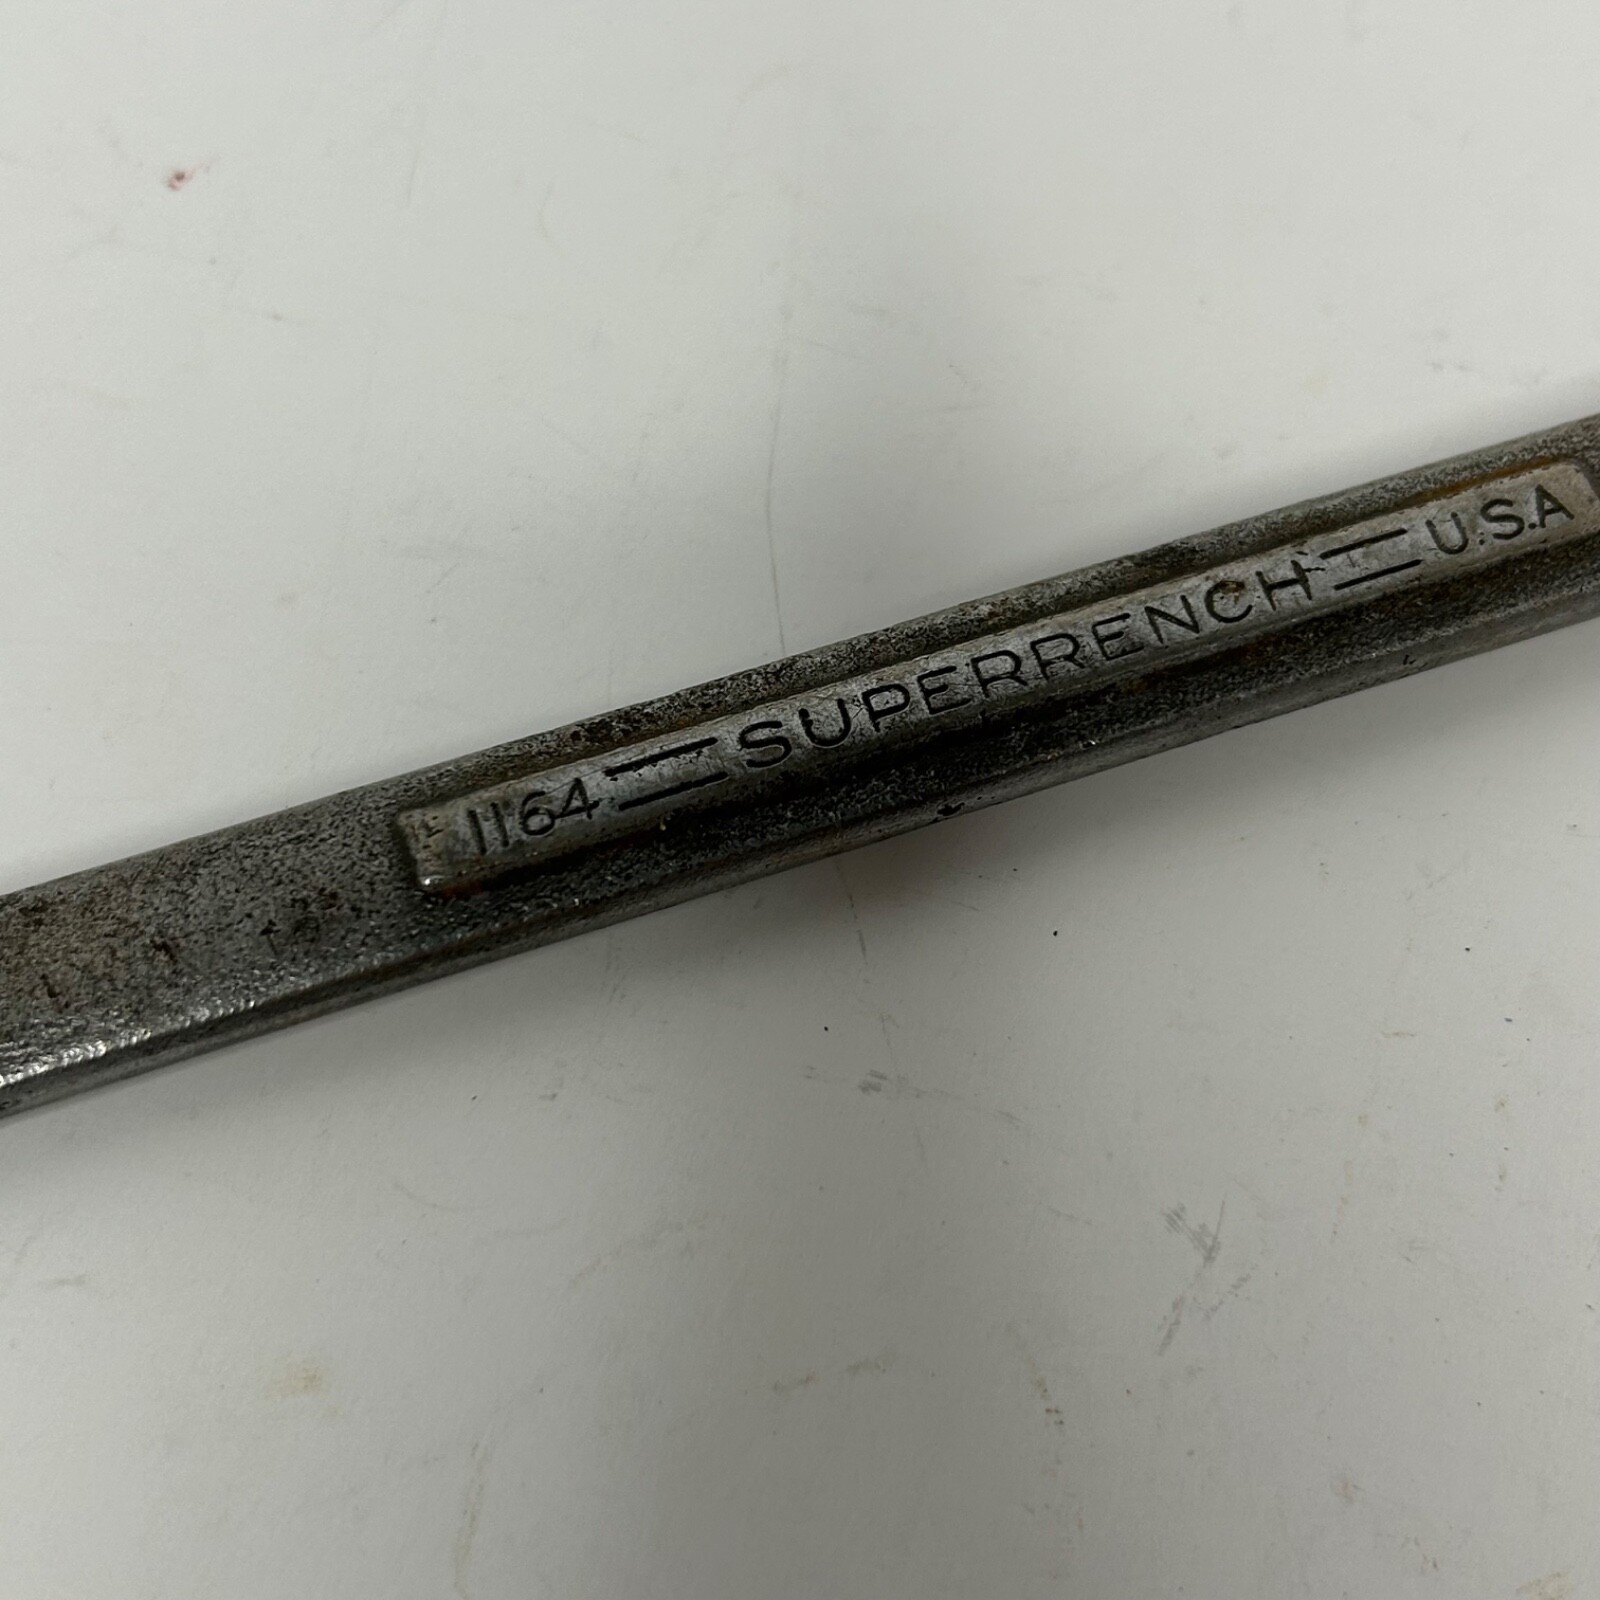 1164 = SUPERRENCH = U.S.A